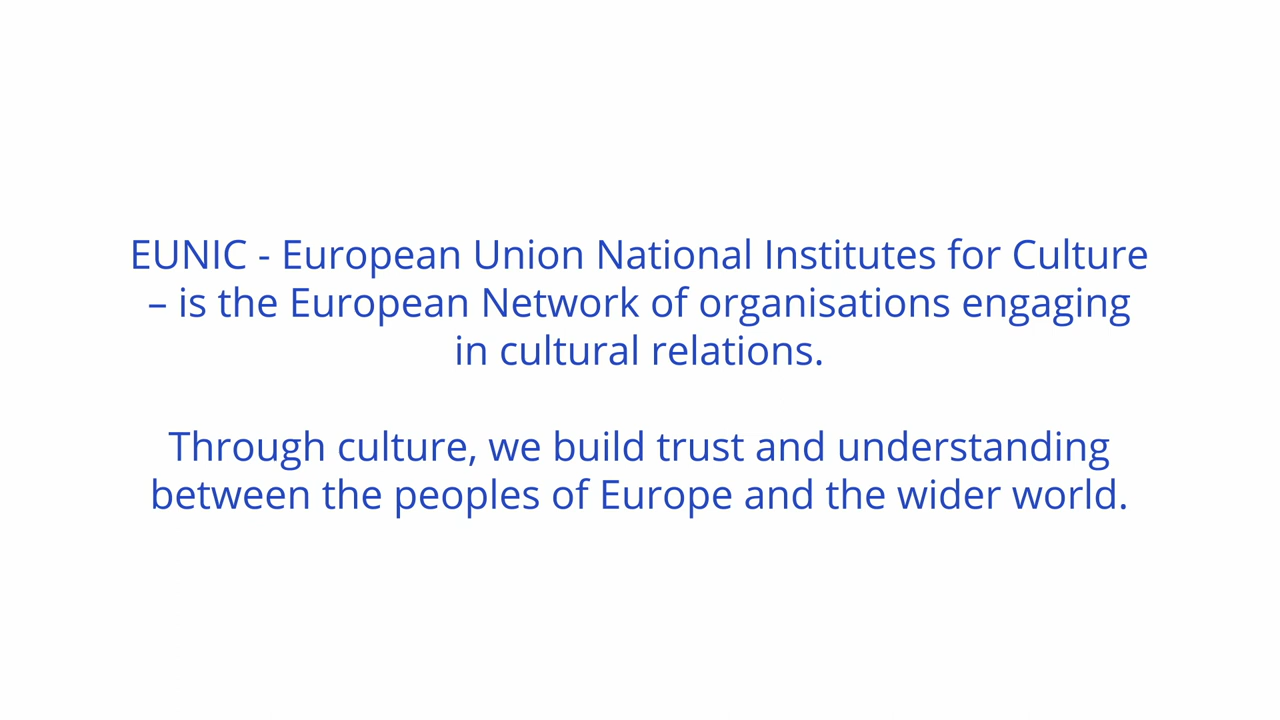 EUNIC - European Union National Institutes for Culture
– is the European Network of organisations engaging
in cultural relations.
Through culture, we build trust and understanding
between the peoples of Europe and the wider world.